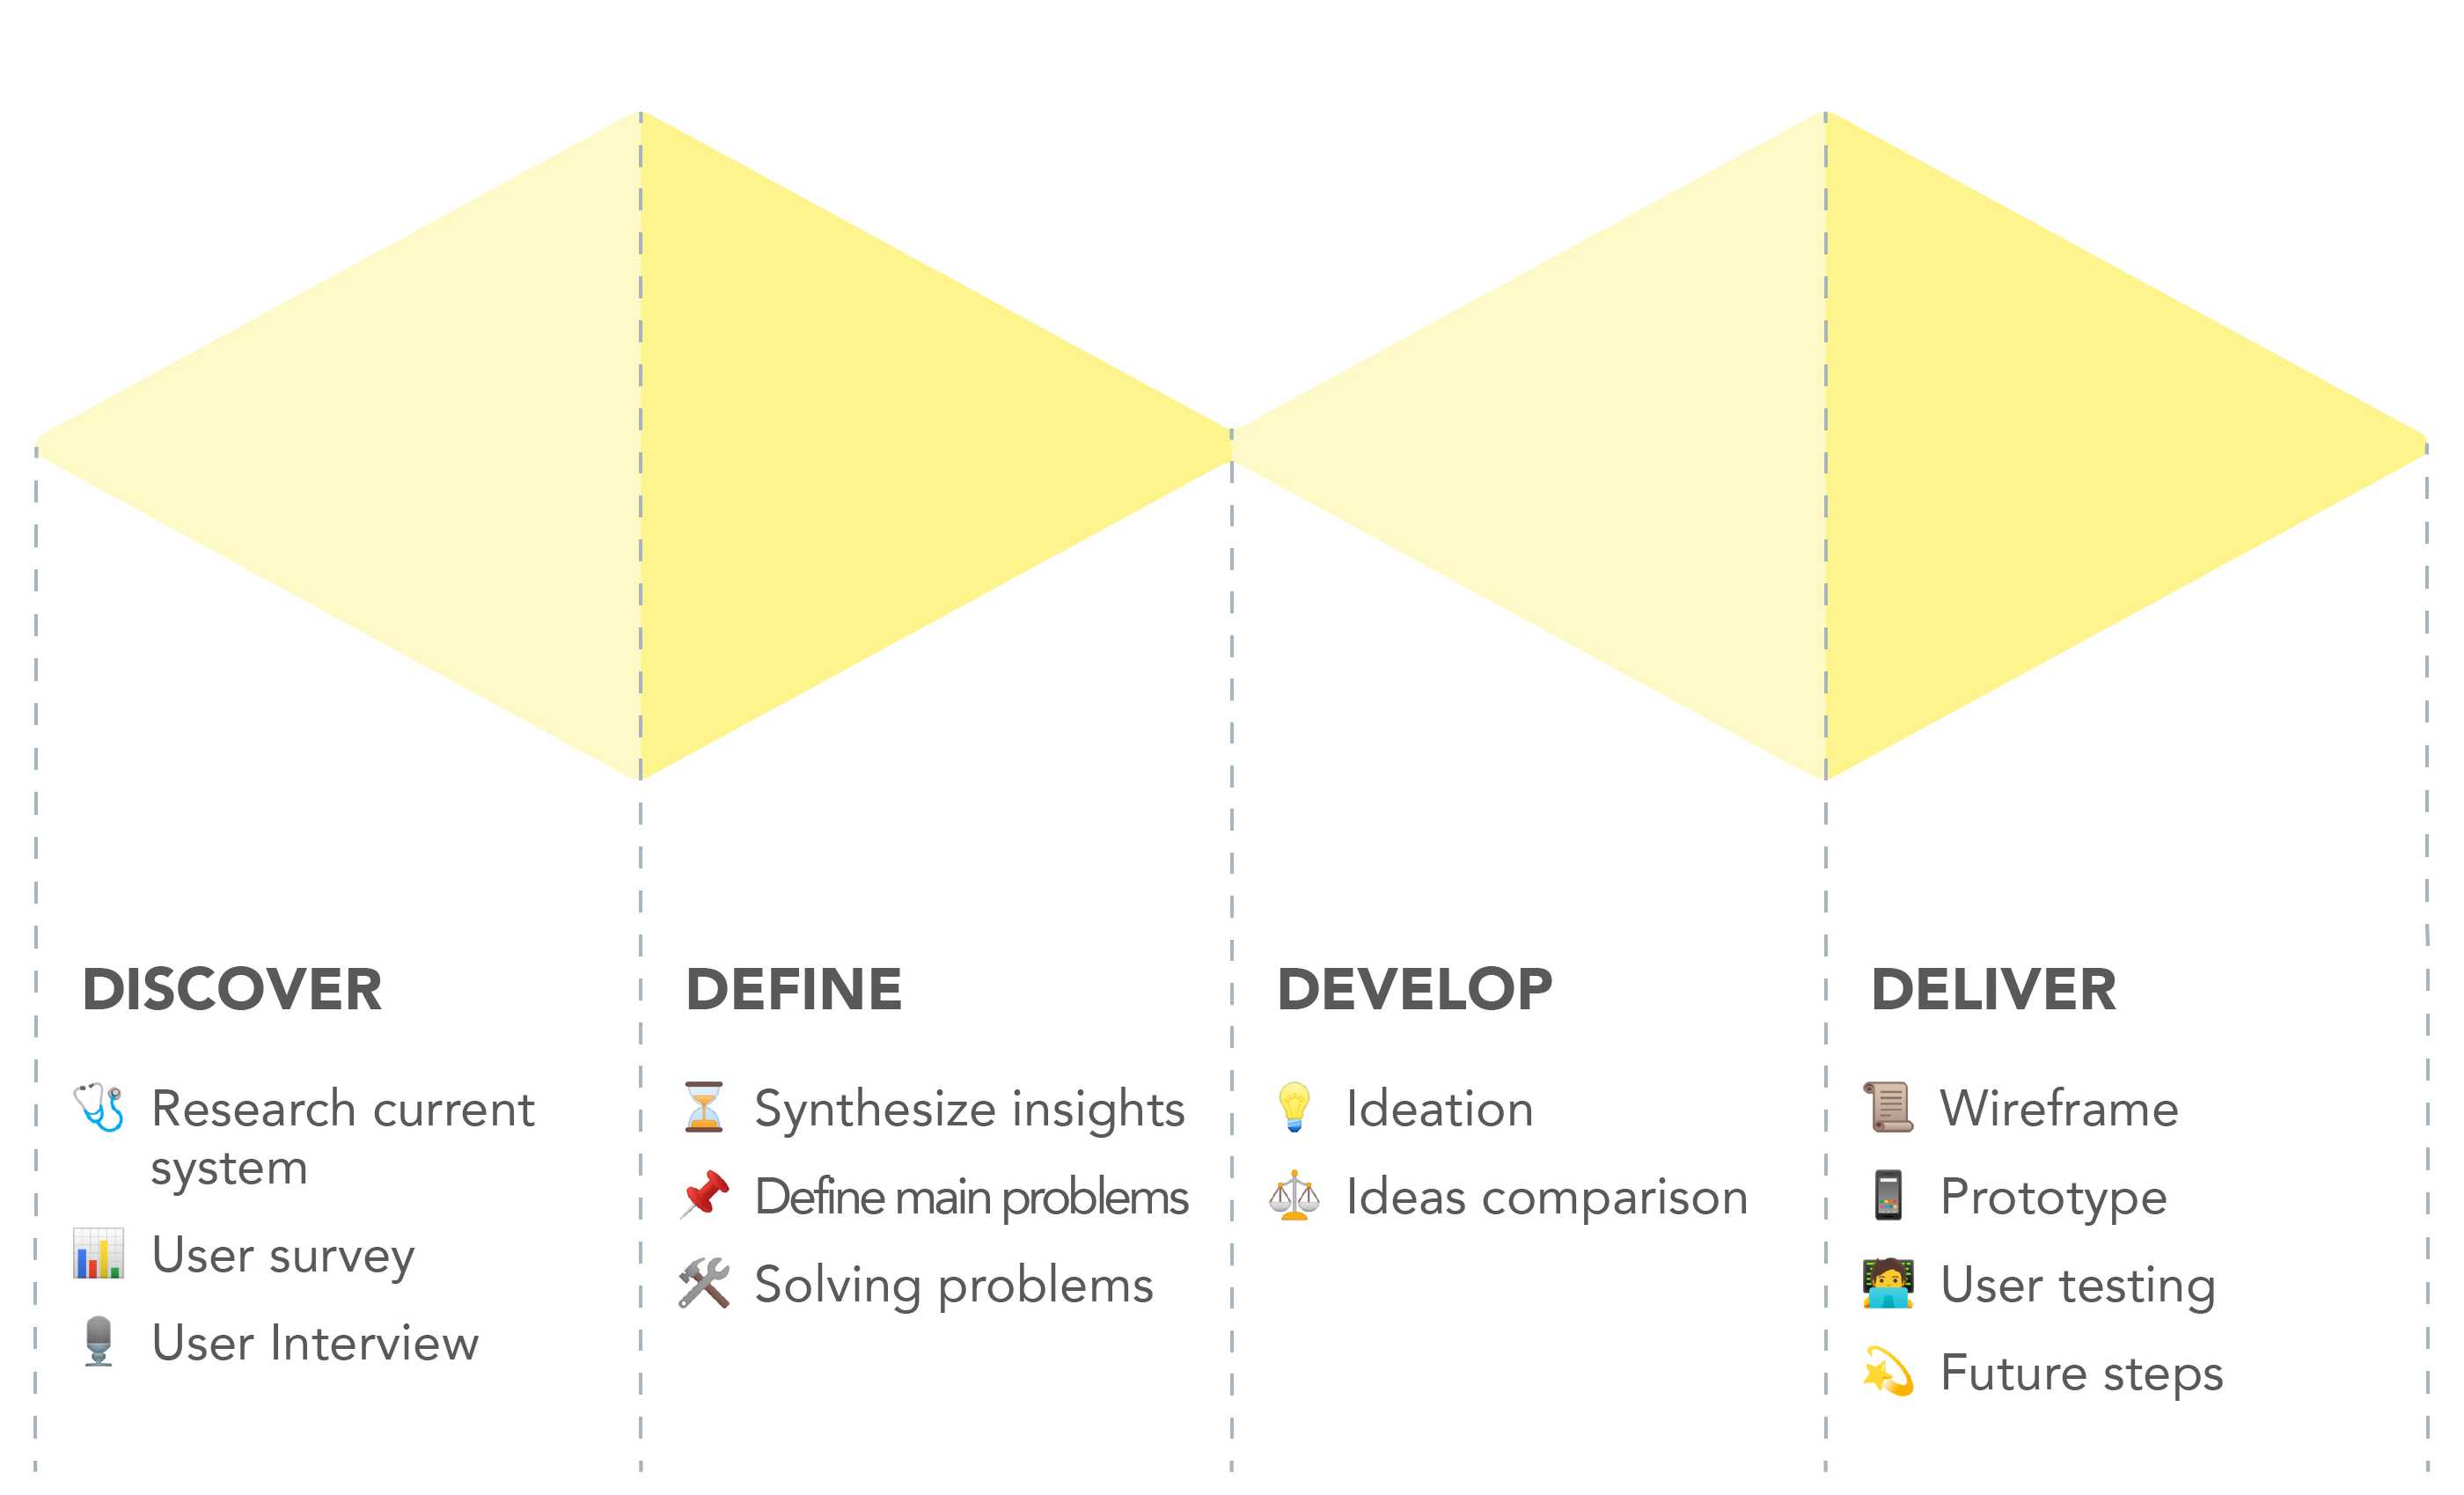 DISCOVER
Research current
system
User survey
User Interview
DEFINE
Synthesize insights
Define main problems
Solving problems
DEVELOP
Ideation
Ideas comparison
DELIVER
Wireframe
Prototype
User testing
Future steps